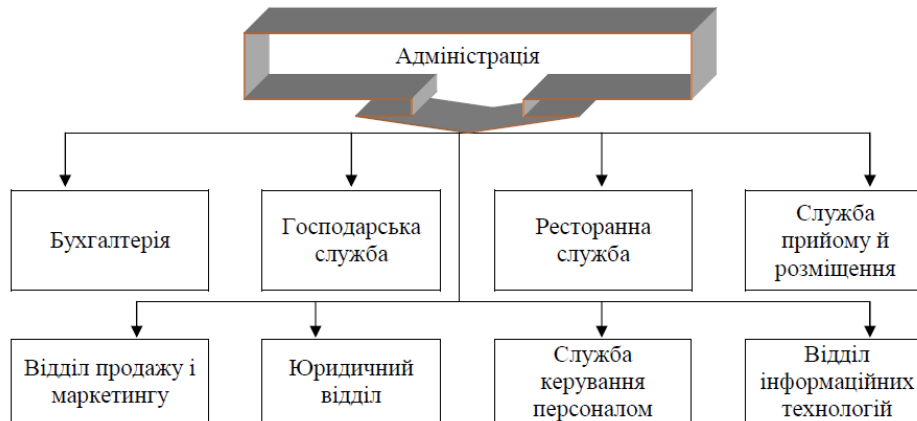 Адміністрація
Бухгалтерія
Господарська
служба
Ресторанна
служба
Служба
прийому й
розміщення
Відділ продажу і
маркетингу
Юридичний
відділ
Служба
керування
персоналом
Відділ
інформаційних
технологій